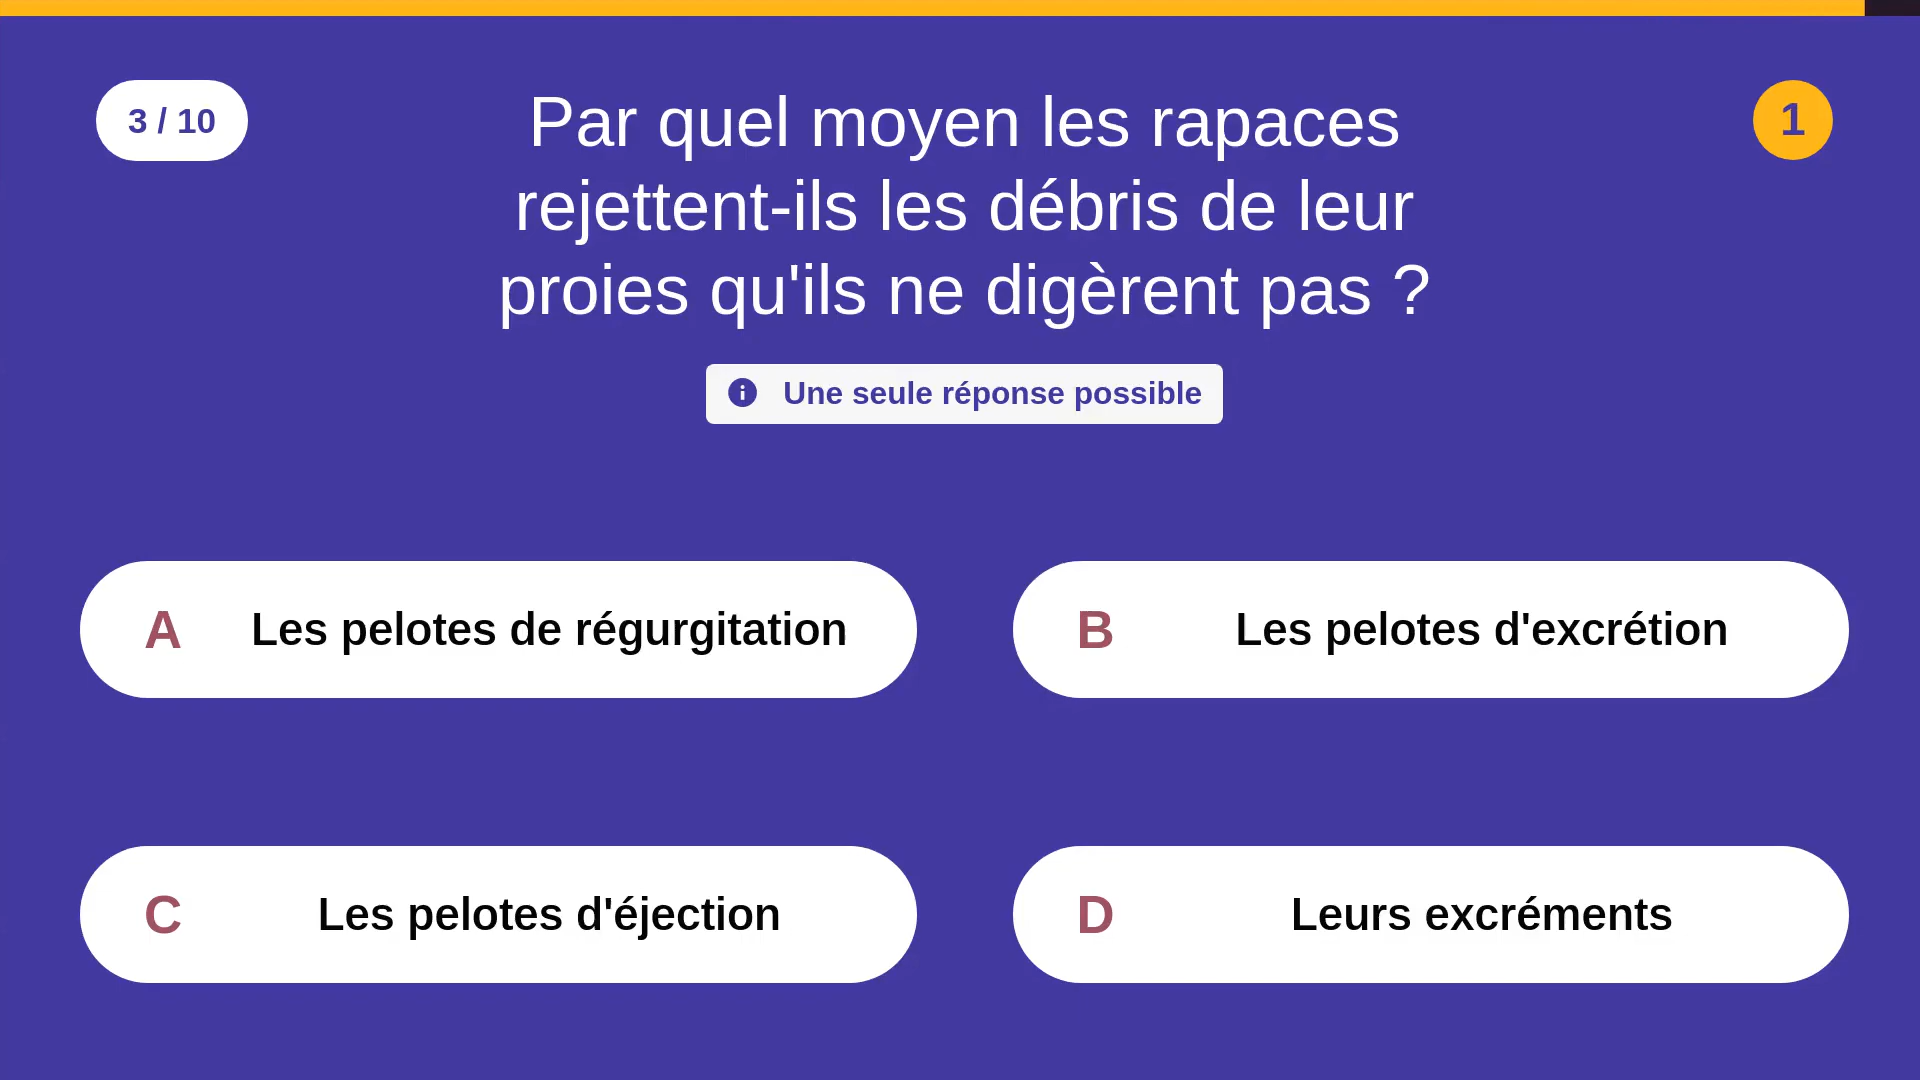 3 / 10
Par quel moyen les rapaces
rejettent-ils les débris de leur
proies qu'ils ne digèrent pas ?
1
Une seule réponse possible
A Les pelotes de régurgitation
B Les pelotes d'excrétion
C Les pelotes d'éjection
D Leurs excréments